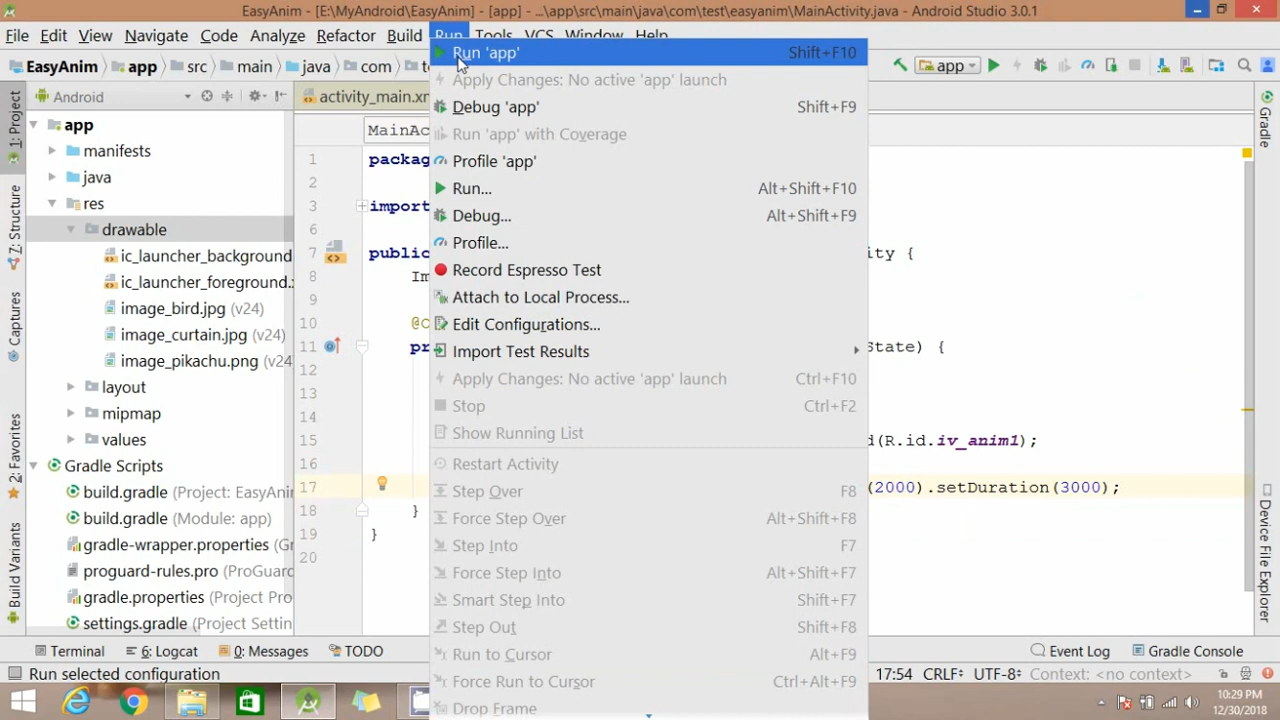 EasyAnim - [E:\MyAndroid\EasyAnim] - [app] - ...\app\src\main\java\com\test\easyanim\MainActivity.java - Android Studio 3.0.1
File Edit View Navigate Code Analyze Refactor Build Run Tools VCS Window Help
EasyAnim app src main java com app
Android activity_main.xm
1: Project
Z: Structure
Captures
2: Favorites
Build Variants
app
manifests
java
res
drawable
ic_launcher_background
ic_launcher_foreground.
image_bird.jpg (v24)
image_curtain.jpg (v24)
image_pikachu.png (v24)
layout
mipmap
values
Gradle Scripts
build.gradle (Project: EasyAni
build.gradle (Module: app)
gradle-wrapper.properties (G
proguard-rules.pro (ProGua
gradle.properties (Project Set
settings.gradle (Project Settin
Run 'app' Shift+F10
Apply Changes: No active 'app' launch
Debug 'app' Shift+F9
Run 'app' with Coverage
Profile 'app'
Run... Alt+Shift+F10
Debug... Alt+Shift+F9
Profile...
Record Espresso Test
Attach to Local Process...
Edit Configurations...
Import Test Results
Apply Changes: No active 'app' launch Ctrl+F10
Stop Ctrl+F2
Show Running List
Restart Activity
Step Over F8
Force Step Over Alt+Shift+F8
Step Into F7
Force Step Into Alt+Shift+F7
Smart Step Into Shift+F7
Step Out Shift+F8
Run to Cursor Alt+F9
Force Run to Cursor Ctrl+Alt+F9
Drop Frame
MainAc
1 packag
2
3 import
6
7 public ity {
8 Im
9
10 @O
11 pr State) {
12
13
14
15 d(R.id.iv_anim1);
16
17 (2000).setDuration(3000);
18 }
19 }
20
Gradle
Device File Explorer
Terminal 6: Logcat 0: Messages TODO Event Log Gradle Console
Run selected configuration 17:54 CRLF÷ UTF-8÷ Context: <no context>
10:29 PM
12/30/2018